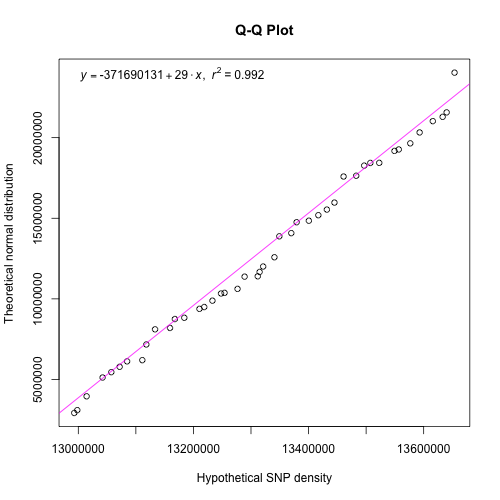 Q-Q Plot
y = -371690131 + 29 · x, r² = 0.992
Theoretical normal distribution
20000000
15000000
10000000
5000000
13000000 13200000 13400000 13600000
Hypothetical SNP density